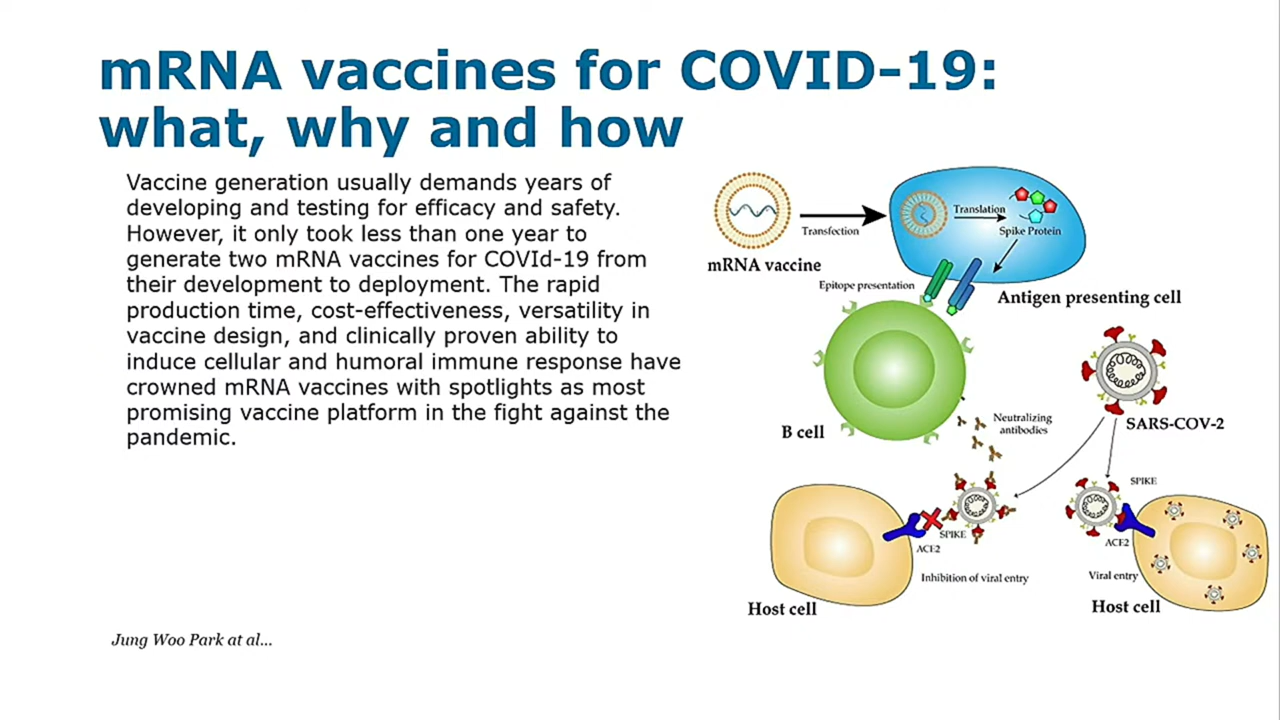 mRNA vaccines for COVID-19:
what, why and how
Vaccine generation usually demands years of
developing and testing for efficacy and safety.
However, it only took less than one year to
generate two mRNA vaccines for COVId-19 from
their development to deployment. The rapid
production time, cost-effectiveness, versatility in
vaccine design, and clinically proven ability to
induce cellular and humoral immune response have
crowned mRNA vaccines with spotlights as most
promising vaccine platform in the fight against the
pandemic.
Jung Woo Park at al...
mRNA vaccine
Transfection
Translation
Spike Protein
Epitope presentation
Antigen presenting cell
B cell
Neutralizing
antibodies
SARS-COV-2
SPIKE
ACE2
Inhibition of viral entry
Host cell
SPIKE
ACE2
Viral entry
Host cell